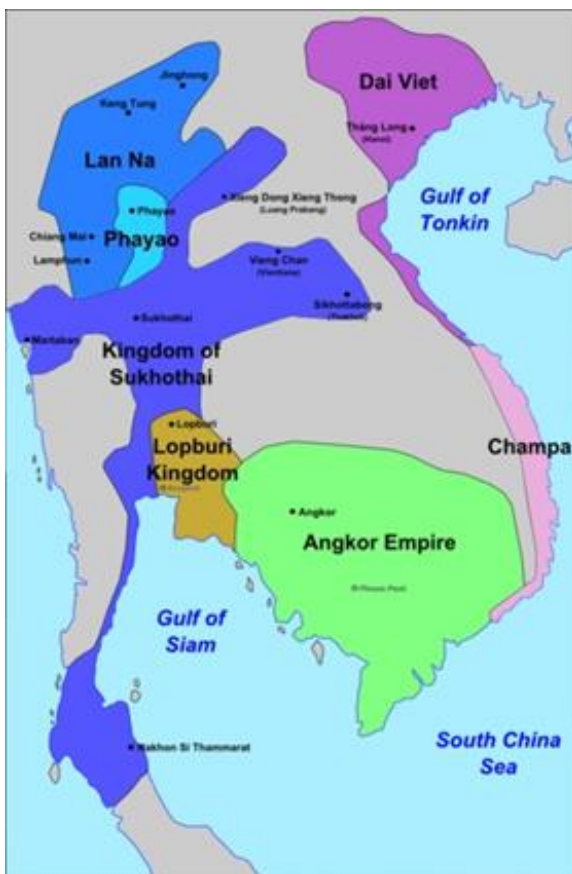 Jinghong
Keng Tung
Lan Na
Dai Viet
Thăng Long
(Hanoi)
Gulf of
Tonkin
Phayao
Phayao
Chiang Mai
Lamphun
Xieng Dong Xieng Thong
(Luang Prabang)
Vieng Chan
(Vientiane)
Sikhottabong
(Thakhek)
Sukhothai
Martaban
Kingdom of
Sukhothai
Lopburi
Lopburi
Kingdom
Champa
Angkor
Angkor Empire
Gulf of
Siam
Nakhon Si Thammarat
South China
Sea